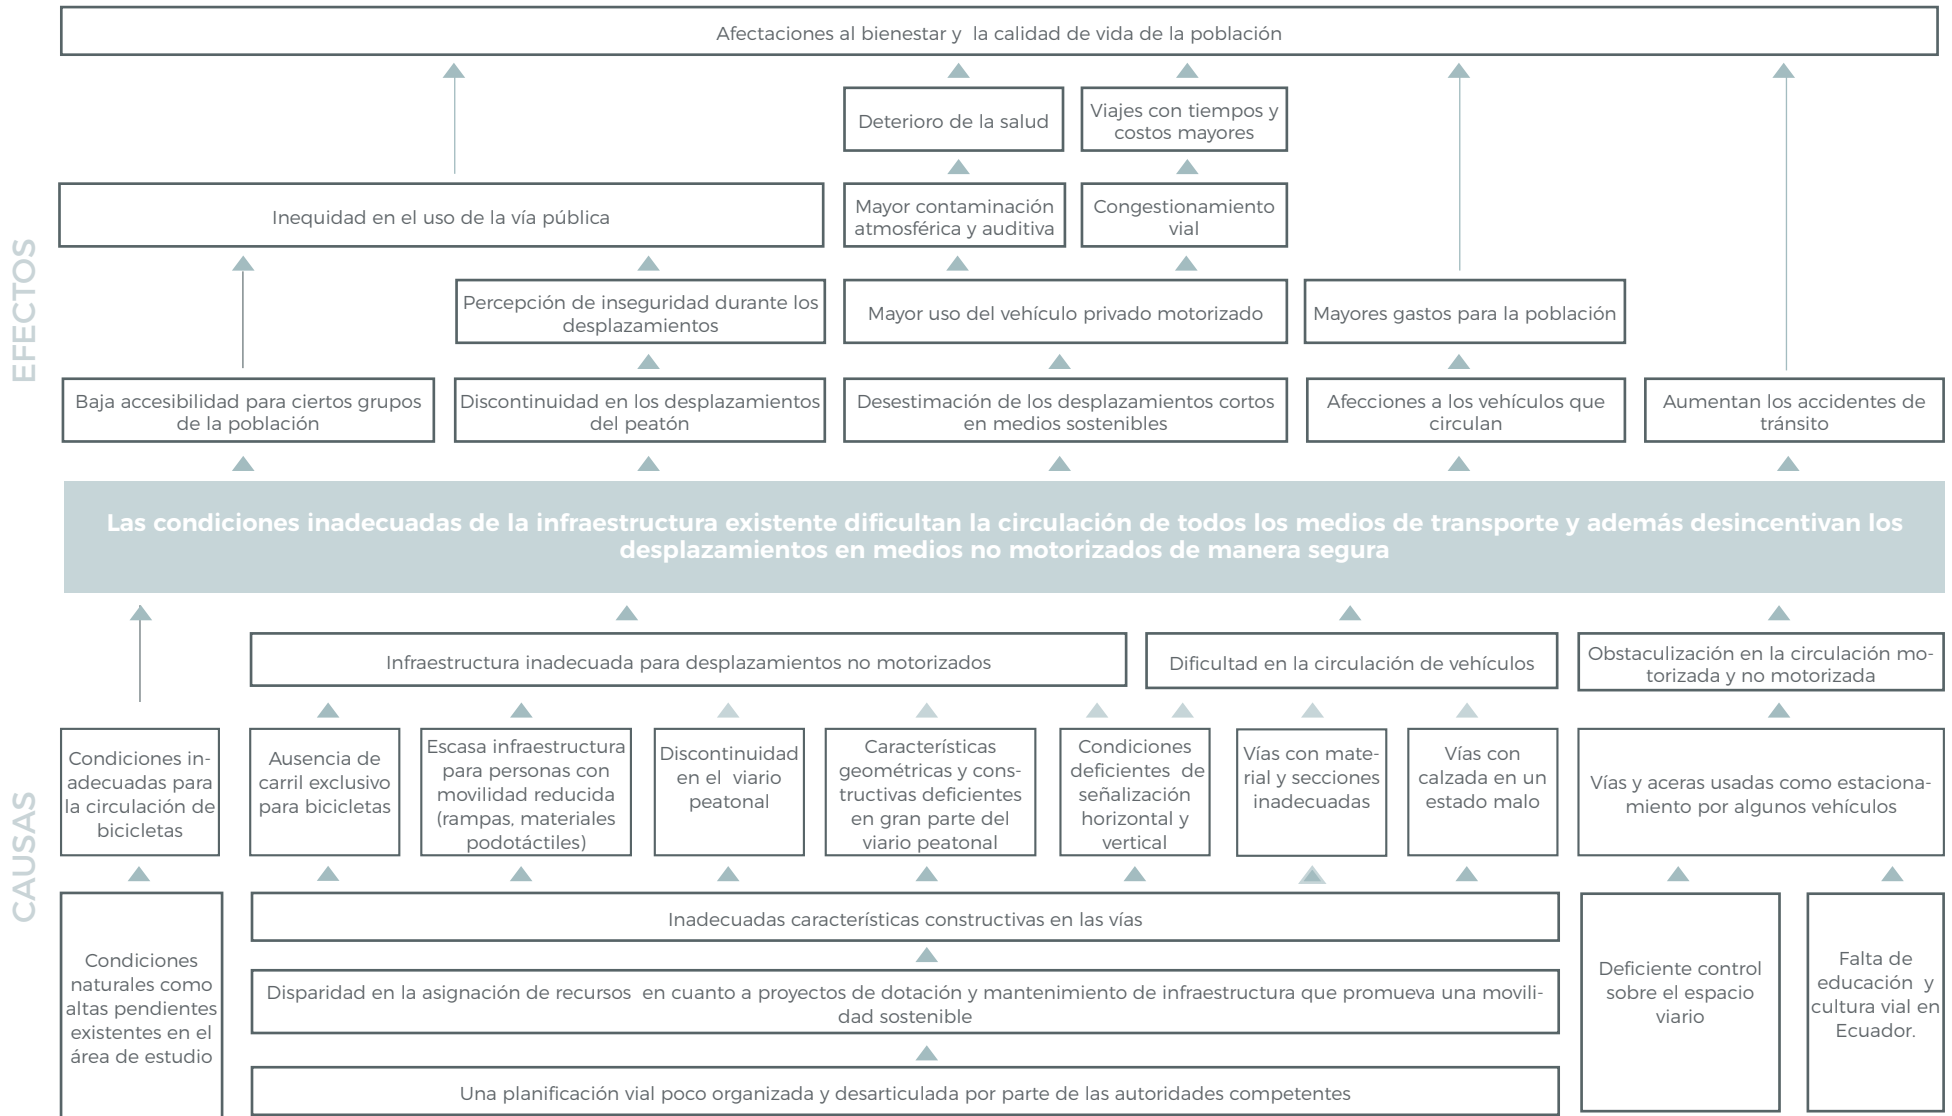 Afectaciones al bienestar y la calidad de vida de la población
Deterioro de la salud
Viajes con tiempos y
costos mayores
Inequidad en el uso de la vía pública
Mayor contaminación
atmosférica y auditiva
Congestionamiento
vial
EFECTOS
Percepción de inseguridad durante los
desplazamientos
Mayor uso del vehículo privado motorizado
Mayores gastos para la población
Baja accesibilidad para ciertos grupos
de la población
Discontinuidad en los desplazamientos
del peatón
Desestimación de los desplazamientos cortos
en medios sostenibles
Afecciones a los vehículos que
circulan
Aumentan los accidentes de
tránsito
Las condiciones inadecuadas de la infraestructura existente dificultan la circulación de todos los medios de transporte y además desincentivan los
desplazamientos en medios no motorizados de manera segura
Infraestructura inadecuada para desplazamientos no motorizados
Dificultad en la circulación de vehículos
Obstaculización en la circulación mo-
torizada y no motorizada
CAUSAS
Condiciones in-
adecuadas para
la circulación de
bicicletas
Ausencia de
carril exclusivo
para bicicletas
Escasa infraestructura
para personas con
movilidad reducida
(rampas, materiales
podotáctiles)
Discontinuidad
en el viario
peatonal
Características
geométricas y cons-
tructivas deficientes
en gran parte del
viario peatonal
Condiciones
deficientes de
señalización
horizontal y
vertical
Vías con mate-
rial y secciones
inadecuadas
Vías con
calzada en un
estado malo
Vías y aceras usadas como estaciona-
miento por algunos vehículos
Condiciones
naturales como
altas pendientes
existentes en el
área de estudio
Inadecuadas características constructivas en las vías
Disparidad en la asignación de recursos en cuanto a proyectos de dotación y mantenimiento de infraestructura que promueva una movili-
dad sostenible
Una planificación vial poco organizada y desarticulada por parte de las autoridades competentes
Deficiente control
sobre el espacio
viario
Falta de
educación y
cultura vial en
Ecuador.